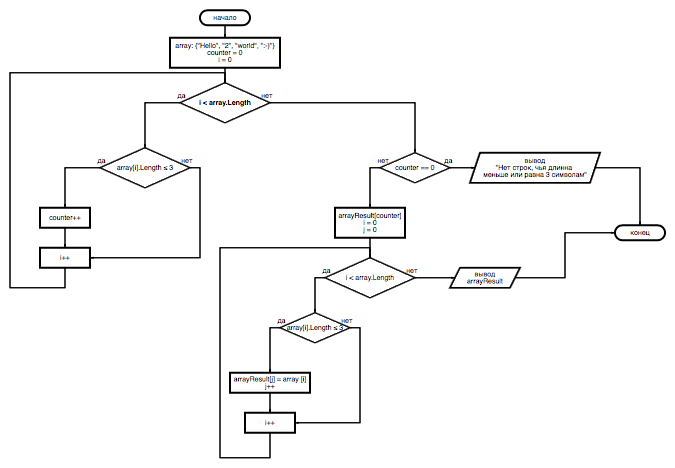 начало
array: {"Hello", "2", "world", ":-)"}
counter = 0
i = 0
да
i < array.Length
нет
да
array[i].Length ≤ 3
нет
counter++
i++
нет
counter == 0
да
вывод
"Нет строк, чья длинна
меньше или равна 3 символам"
arrayResult[counter]
i = 0
j = 0
конец
да
i < array.Length
нет
вывод
arrayResult
да
array[i].Length ≤ 3
нет
arrayResult[j] = array [i]
j++
i++